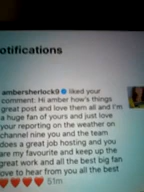 otifications
ambersherlock9 liked your
comment: Hi amber how's things
great post and love them all and I'm
a huge fan of yours and just love
your reporting on the weather on
channel nine you and the team
does a great job hosting and you
are my favourite and keep up the
great work and all the best big fan
love to hear from you all the best
❤️❤️❤️❤️ 51m